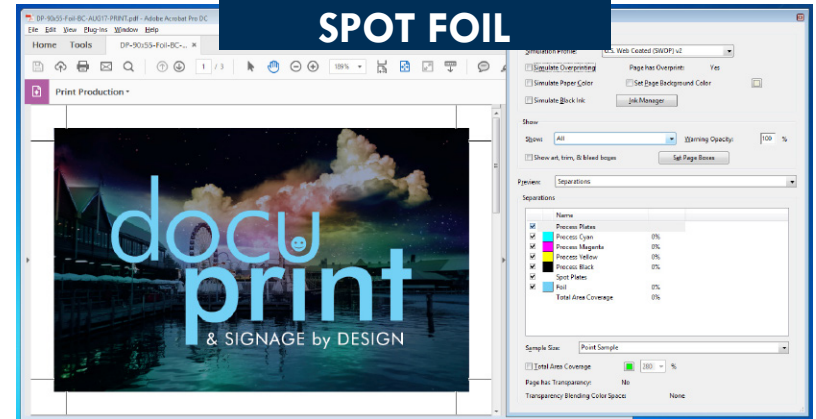 DP-90x55-Foil-BC-AUG17-PRINT.pdf - Adobe Acrobat Pro DC
SPOT FOIL
File Edit View Plug-Ins Window Help
Home Tools DP-90x55-Foil-BC-... ×
1 / 3
189%
Print Production
docu
print
& SIGNAGE by DESIGN
Simulation Profile: U.S. Web Coated (SWOP) v2
Simulate Overprinting Page has Overprint: Yes
Simulate Paper Color Set Page Background Color
Simulate Black Ink Ink Manager
Show
Show: All Warning Opacity: 100 %
Show art, trim, & bleed boxes Set Page Boxes
Preview: Separations
Separations
Name
Process Plates
Process Cyan 0%
Process Magenta 0%
Process Yellow 0%
Process Black 0%
Spot Plates
Foil 0%
Total Area Coverage 0%
Sample Size: Point Sample
Total Area Coverage 280 %
Page has Transparency: No
Transparency Blending Color Space: None